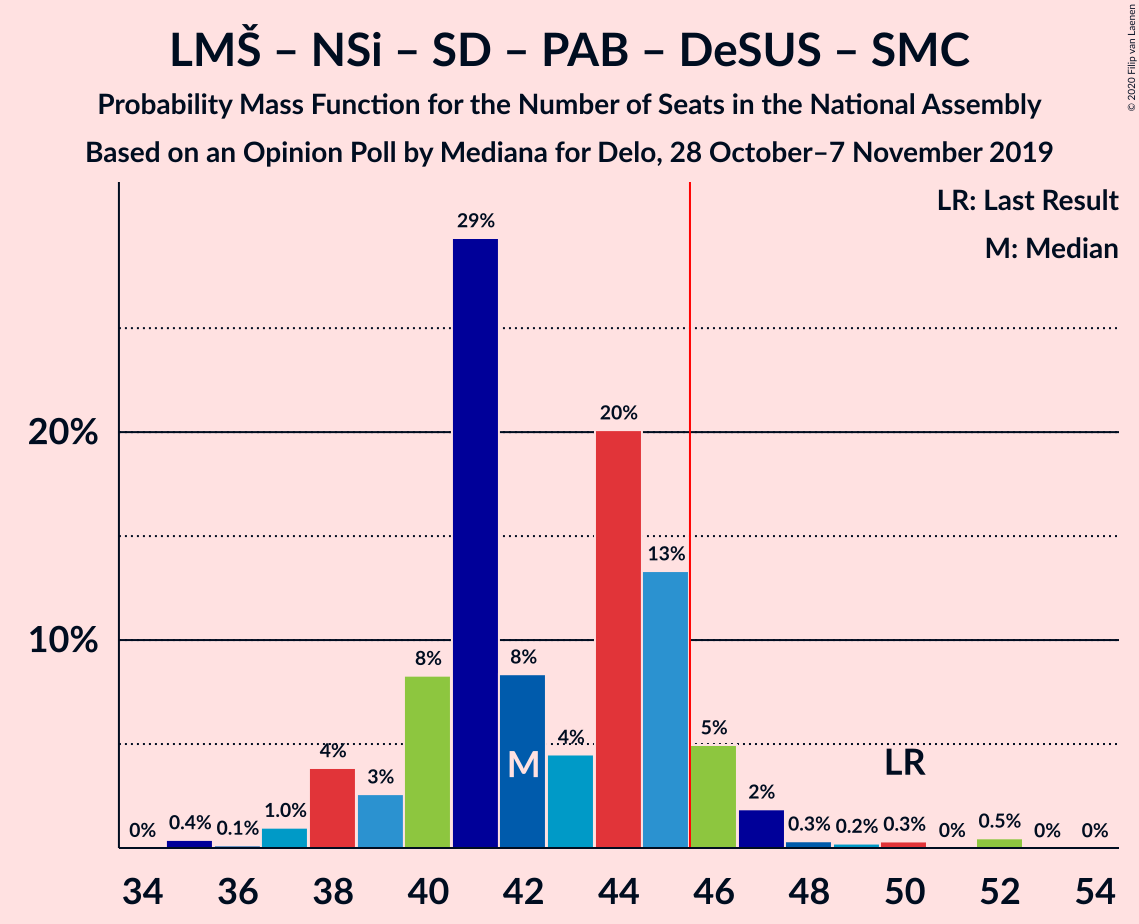 LMŠ – NSi – SD – PAB – DeSUS – SMC
Probability Mass Function for the Number of Seats in the National Assembly
Based on an Opinion Poll by Mediana for Delo, 28 October–7 November 2019
© 2020 Filip van Laenen
LR: Last Result
M: Median
20%
10%
0%
0.4%
0.1%
1.0%
4%
3%
8%
29%
8%
4%
20%
13%
5%
2%
0.3%
0.2%
0.3%
0%
0.5%
0%
0%
M
LR
34 36 38 40 42 44 46 48 50 52 54